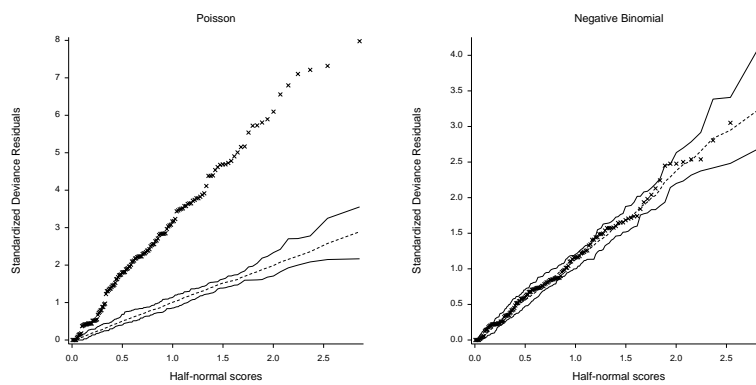 Poisson
Standardized Deviance Residuals
8
7
6
5
4
3
2
1
0
0.0 0.5 1.0 1.5 2.0 2.5
Half-normal scores
Negative Binomial
Standardized Deviance Residuals
4.0
3.5
3.0
2.5
2.0
1.5
1.0
0.5
0.0
0.0 0.5 1.0 1.5 2.0 2.5
Half-normal scores